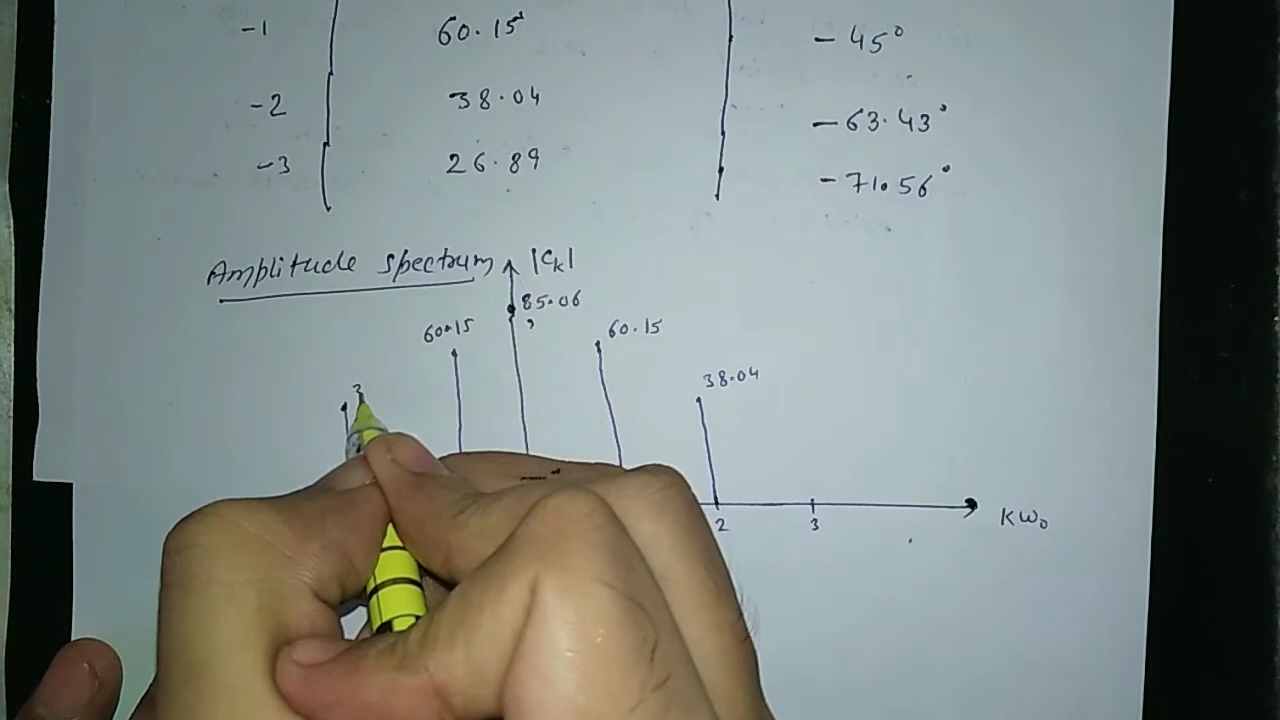 -1 60.15 -45°
-2 38.04 -63.43°
-3 26.89 -71.56°
Amplitude spectrum |Ck|
85.06
60.15 60.15
38.04
3
2 3 Kω0